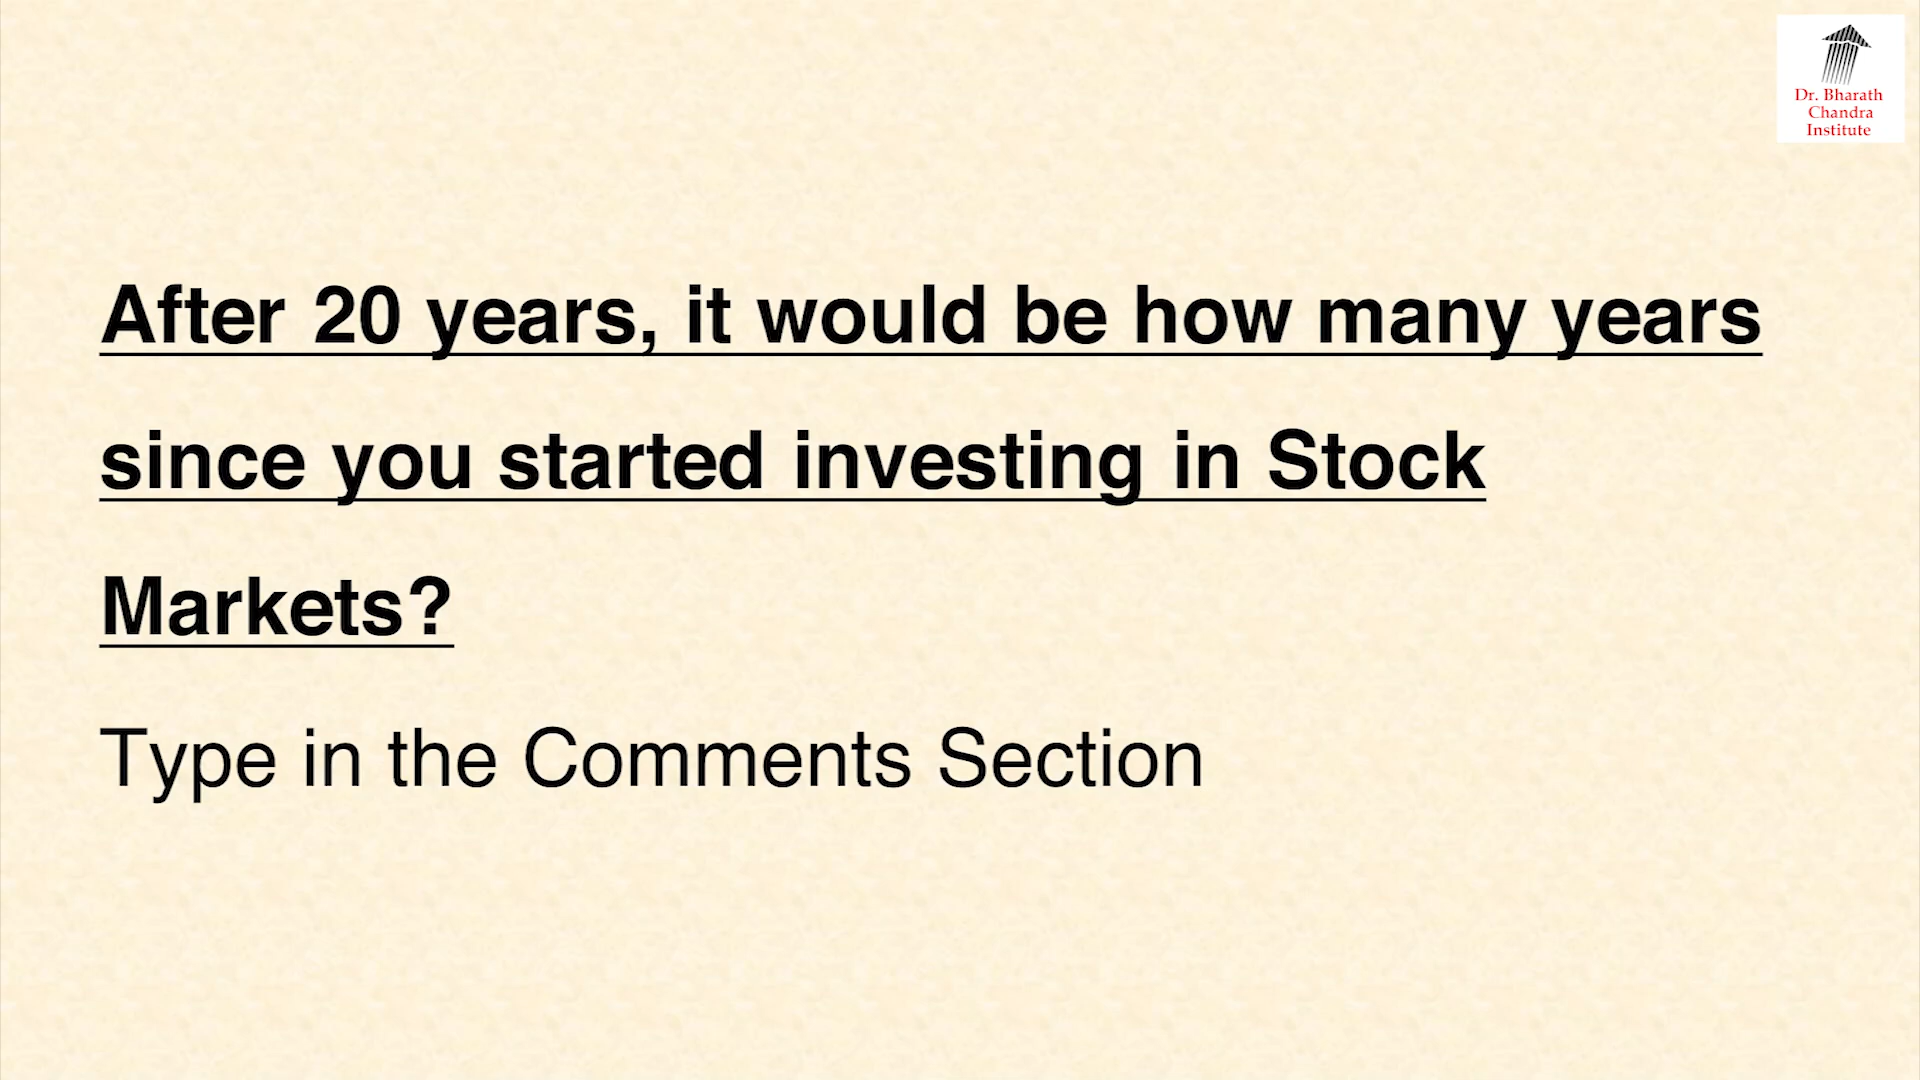 Dr. Bharath
Chandra
Institute
After 20 years, it would be how many years
since you started investing in Stock
Markets?
Type in the Comments Section